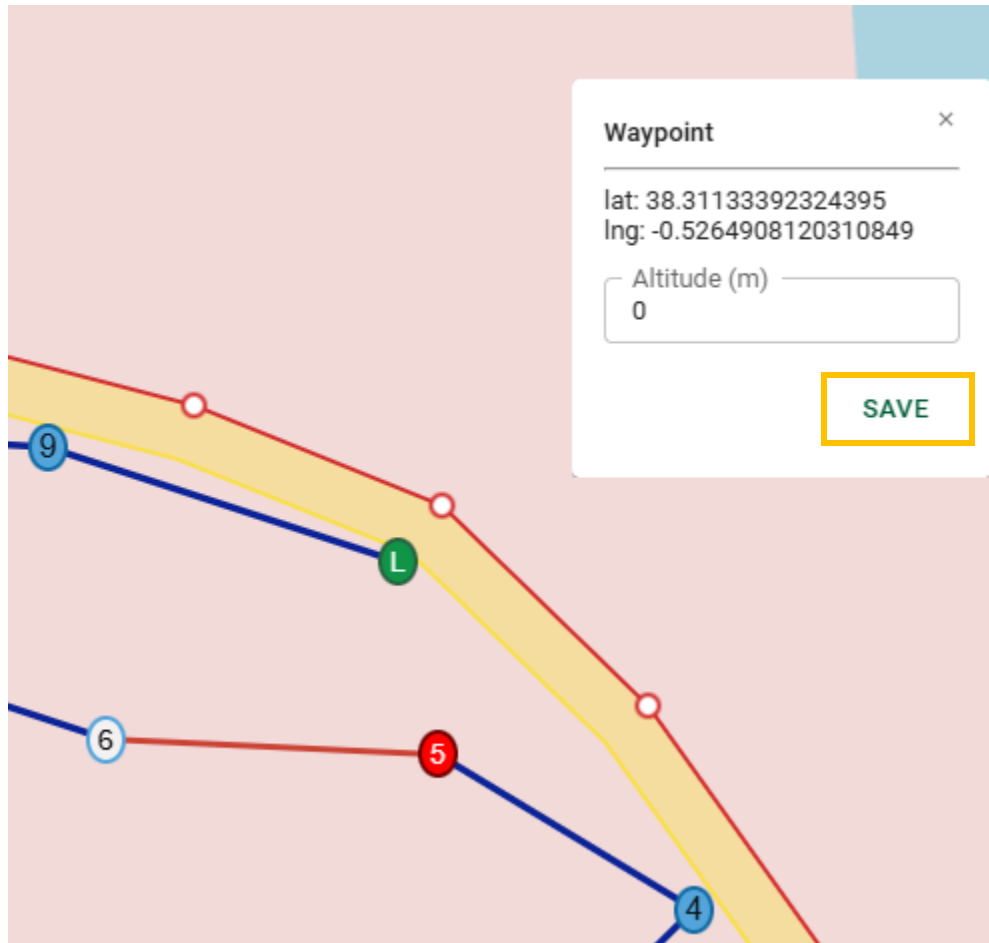 Waypoint
×
lat: 38.31133392324395
lng: -0.5264908120310849
Altitude (m)
0
SAVE
9
L
6
5
4